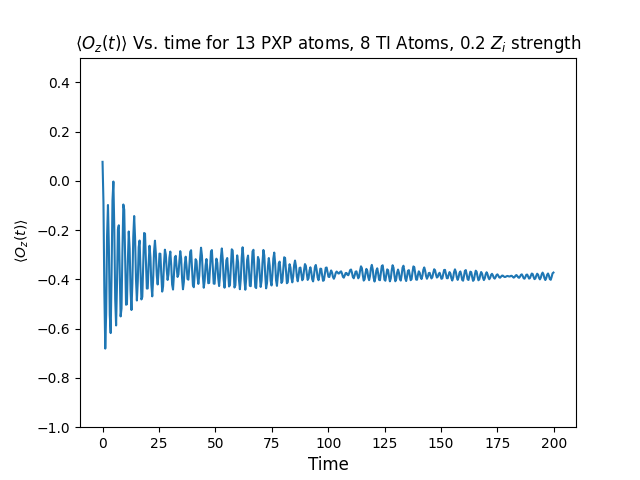 ⟨O_z(t)⟩ Vs. time for 13 PXP atoms, 8 TI Atoms, 0.2 Z_i strength
⟨O_z(t)⟩
0.4
0.2
0.0
−0.2
−0.4
−0.6
−0.8
−1.0
0 25 50 75 100 125 150 175 200
Time